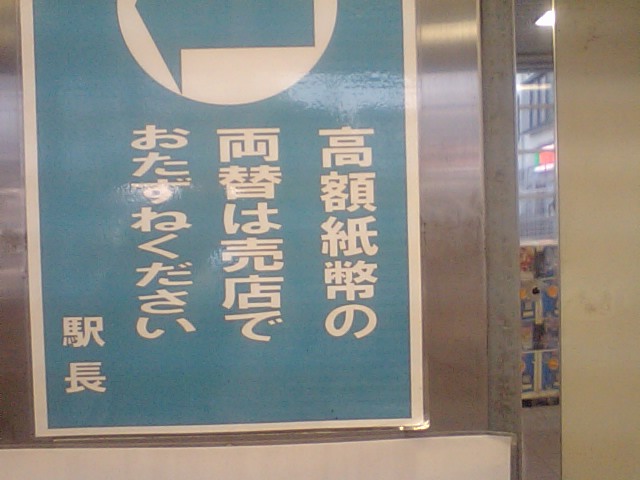 高額紙幣の
両替は売店で
おたずねください
駅長